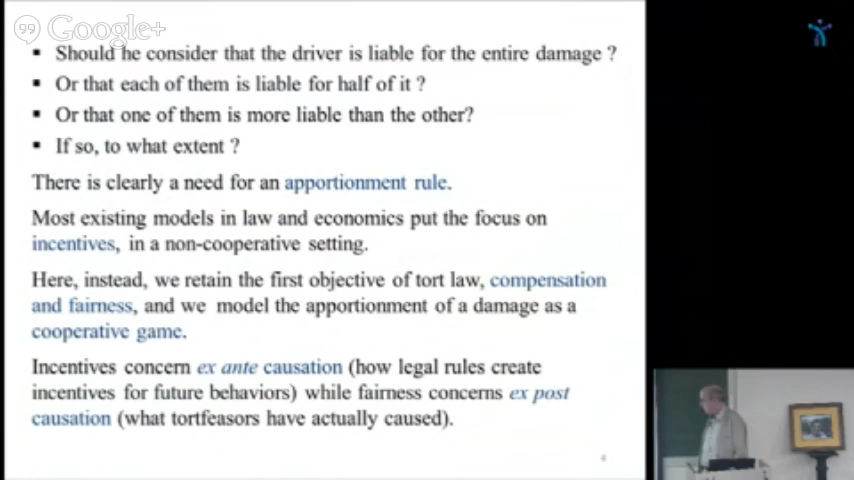 Google+
Should he consider that the driver is liable for the entire damage ?
Or that each of them is liable for half of it ?
Or that one of them is more liable than the other?
If so, to what extent ?
There is clearly a need for an apportionment rule.
Most existing models in law and economics put the focus on
incentives, in a non-cooperative setting.
Here, instead, we retain the first objective of tort law, compensation
and fairness, and we model the apportionment of a damage as a
cooperative game.
Incentives concern ex ante causation (how legal rules create
incentives for future behaviors) while fairness concerns ex post
causation (what tortfeasors have actually caused).
4